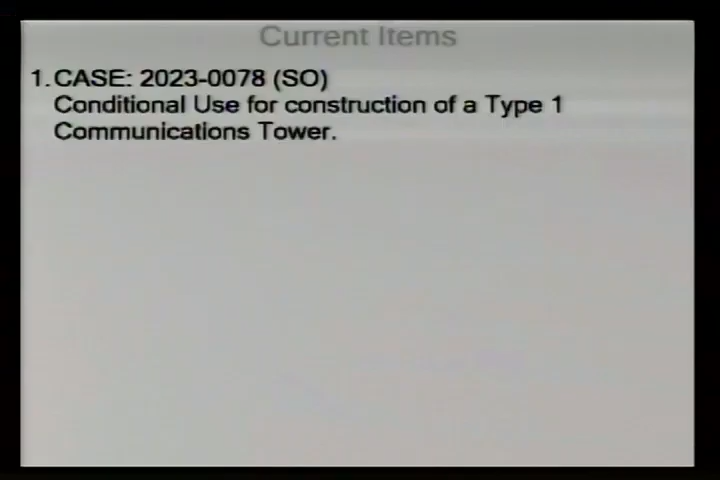 Current Items
1. CASE: 2023-0078 (SO)
Conditional Use for construction of a Type 1
Communications Tower.